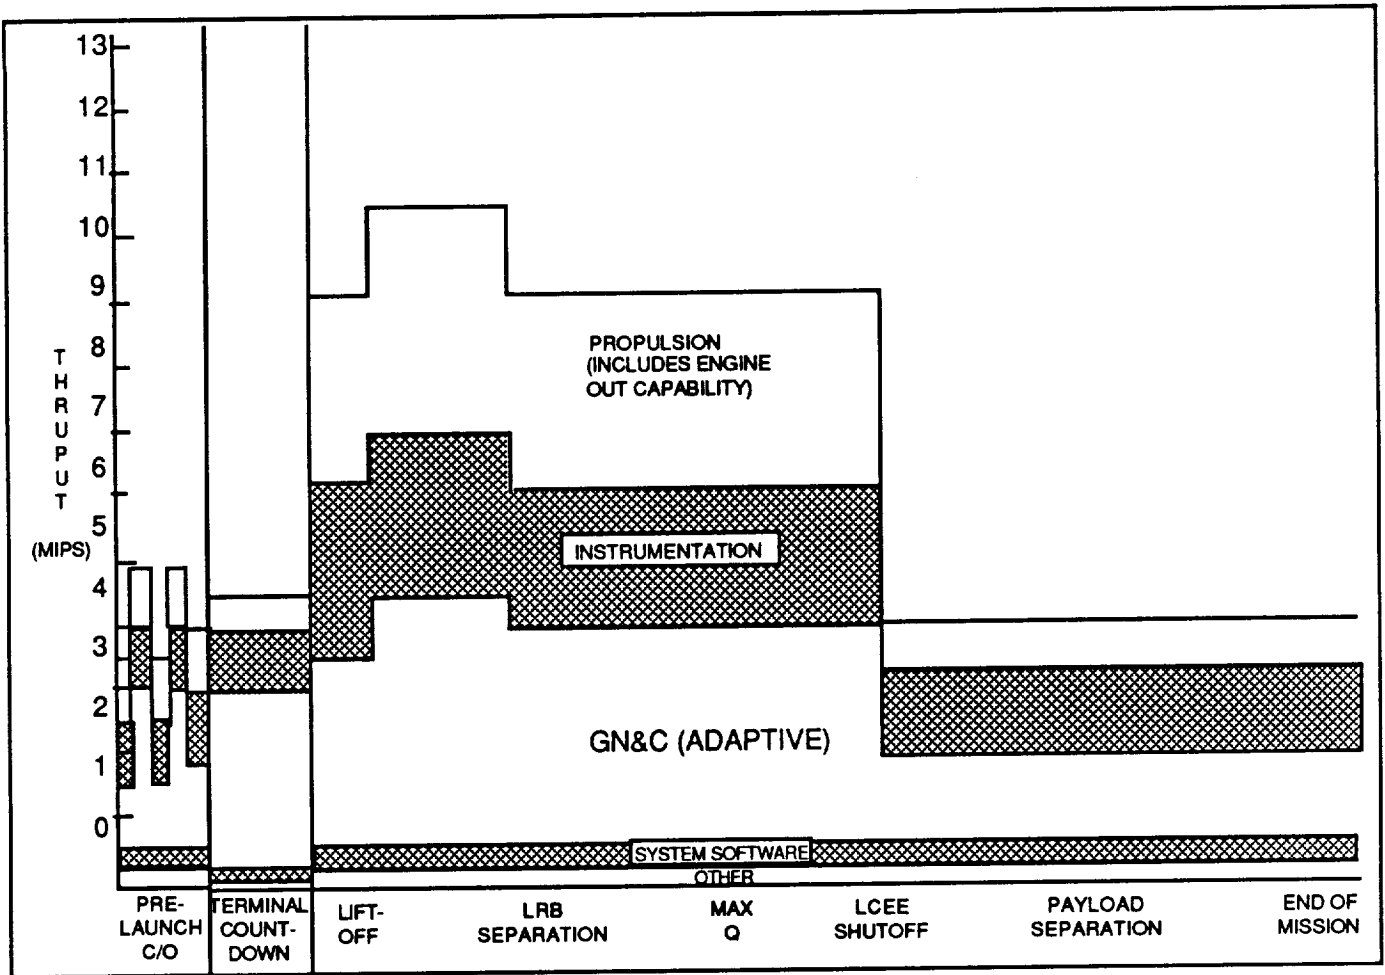 13
12
11
10
9
8
7
6
5
4
3
2
1
0
THRUPUT
(MIPS)
PROPULSION
(INCLUDES ENGINE
OUT CAPABILITY)
INSTRUMENTATION
GN&C (ADAPTIVE)
SYSTEM SOFTWARE
OTHER
PRE-
LAUNCH
C/O
TERMINAL
COUNT-
DOWN
LIFT-
OFF
LRB
SEPARATION
MAX
Q
LCEE
SHUTOFF
PAYLOAD
SEPARATION
END OF
MISSION